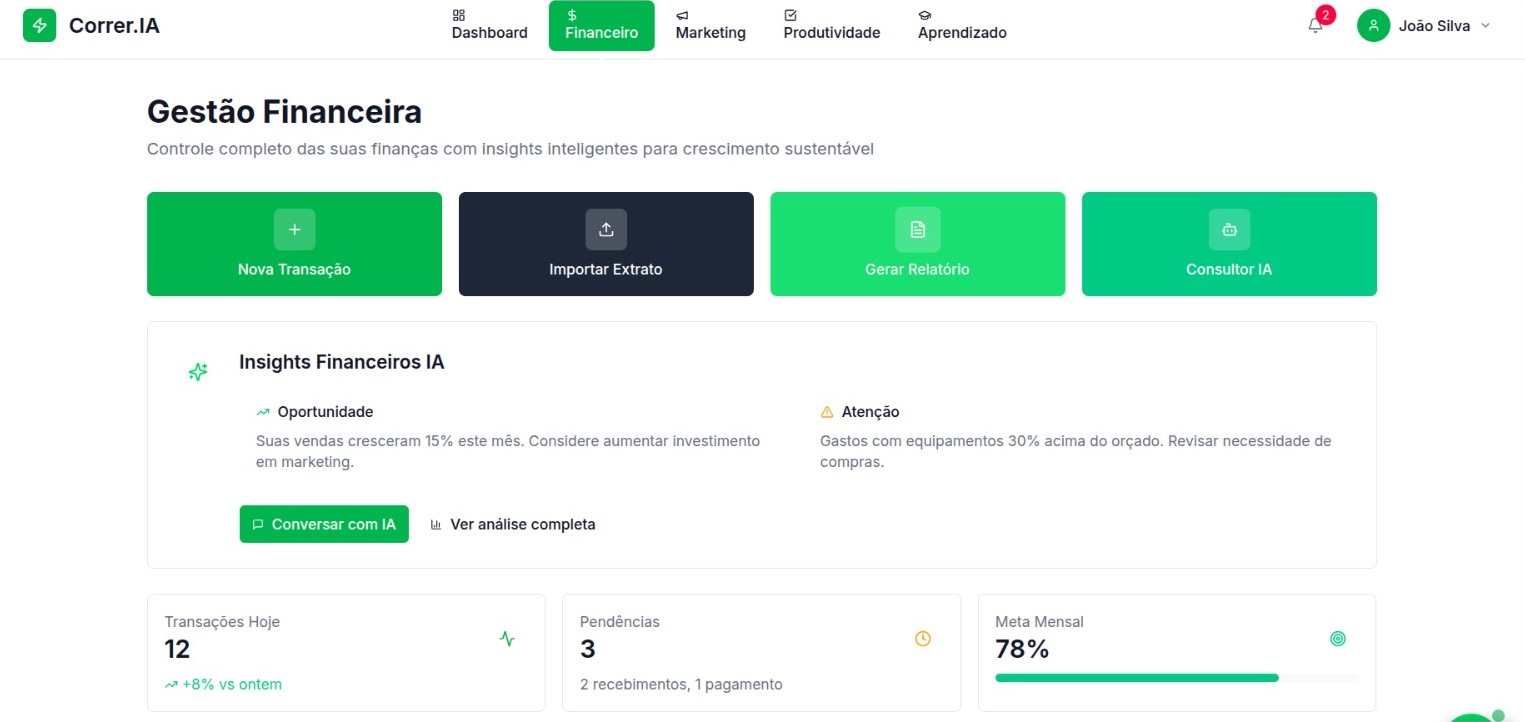 Correr.IA
Dashboard
Financeiro
Marketing
Produtividade
Aprendizado
2
João Silva
Gestão Financeira
Controle completo das suas finanças com insights inteligentes para crescimento sustentável
Nova Transação
Importar Extrato
Gerar Relatório
Consultor IA
Insights Financeiros IA
Oportunidade
Suas vendas cresceram 15% este mês. Considere aumentar investimento
em marketing.
Atenção
Gastos com equipamentos 30% acima do orçado. Revisar necessidade de
compras.
Conversar com IA
Ver análise completa
Transações Hoje
12
+8% vs ontem
Pendências
3
2 recebimentos, 1 pagamento
Meta Mensal
78%